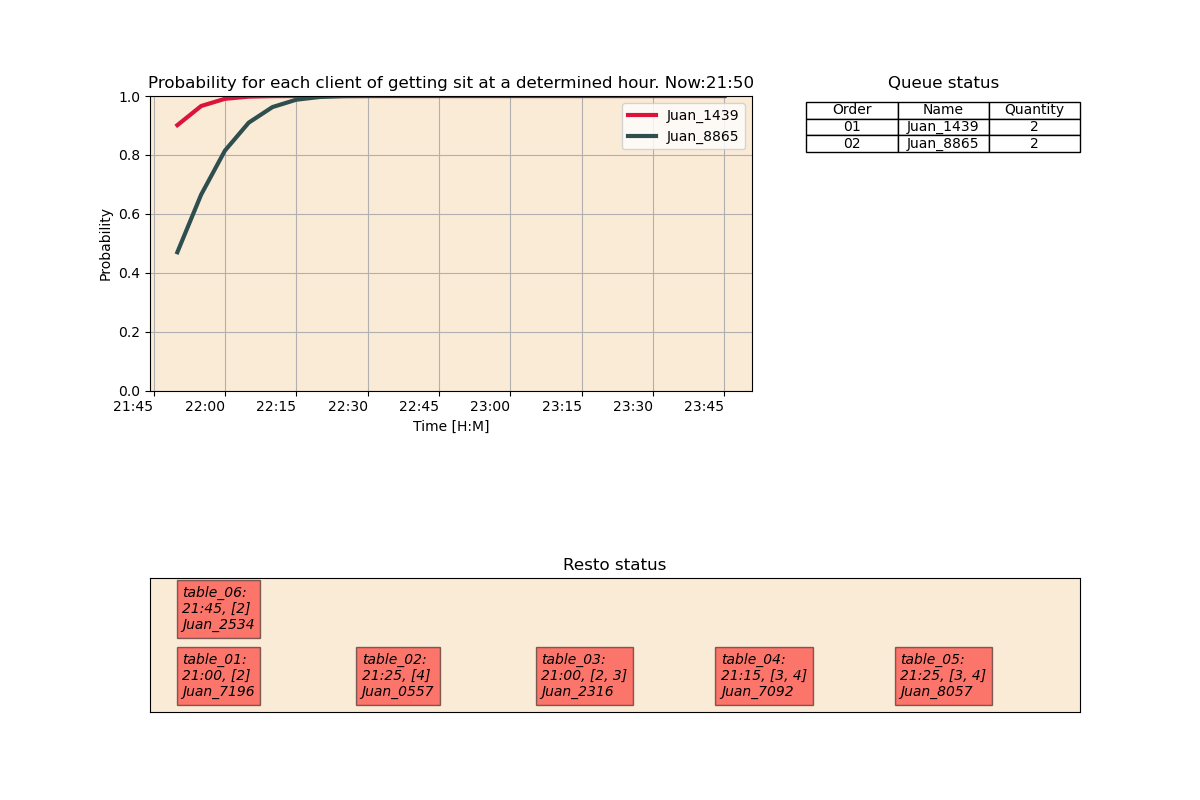 Probability for each client of getting sit at a determined hour. Now:21:50
1.0
0.8
0.6
0.4
0.2
0.0
Probability
Juan_1439
Juan_8865
21:45 22:00 22:15 22:30 22:45 23:00 23:15 23:30 23:45
Time [H:M]
Queue status
Order Name Quantity
01 Juan_1439 2
02 Juan_8865 2
Resto status
table_06:
21:45, [2]
Juan_2534
table_01:
21:00, [2]
Juan_7196
table_02:
21:25, [4]
Juan_0557
table_03:
21:00, [2, 3]
Juan_2316
table_04:
21:15, [3, 4]
Juan_7092
table_05:
21:25, [3, 4]
Juan_8057